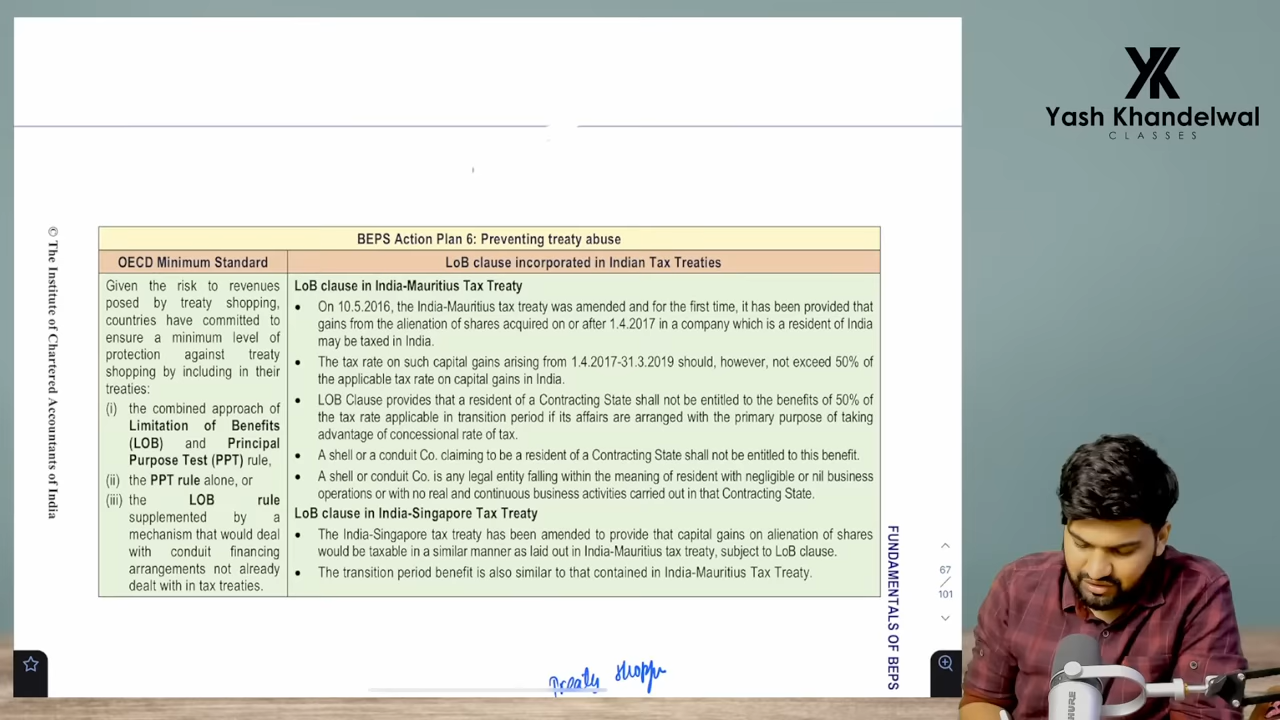 Yash Khandelwal
CLASSES
© The Institute of Chartered Accountants of India
BEPS Action Plan 6: Preventing treaty abuse
OECD Minimum Standard
LoB clause incorporated in Indian Tax Treaties
Given the risk to revenues
posed by treaty shopping,
countries have committed to
ensure a minimum level of
protection against treaty
shopping by including in their
treaties:
(i) the combined approach of
Limitation of Benefits
(LOB) and Principal
Purpose Test (PPT) rule,
(ii) the PPT rule alone, or
(iii) the LOB rule
supplemented by a
mechanism that would deal
with conduit financing
arrangements not already
dealt with in tax treaties.
LoB clause in India-Mauritius Tax Treaty
• On 10.5.2016, the India-Mauritius tax treaty was amended and for the first time, it has been provided that
gains from the alienation of shares acquired on or after 1.4.2017 in a company which is a resident of India
may be taxed in India.
• The tax rate on such capital gains arising from 1.4.2017-31.3.2019 should, however, not exceed 50% of
the applicable tax rate on capital gains in India.
• LOB Clause provides that a resident of a Contracting State shall not be entitled to the benefits of 50% of
the tax rate applicable in transition period if its affairs are arranged with the primary purpose of taking
advantage of concessional rate of tax.
• A shell or a conduit Co. claiming to be a resident of a Contracting State shall not be entitled to this benefit.
• A shell or conduit Co. is any legal entity falling within the meaning of resident with negligible or nil business
operations or with no real and continuous business activities carried out in that Contracting State.
LoB clause in India-Singapore Tax Treaty
• The India-Singapore tax treaty has been amended to provide that capital gains on alienation of shares
would be taxable in a similar manner as laid out in India-Mauritius tax treaty, subject to LoB clause.
• The transition period benefit is also similar to that contained in India-Mauritius Tax Treaty.
FUNDAMENTALS OF BEPS
67
/
101
Treaty